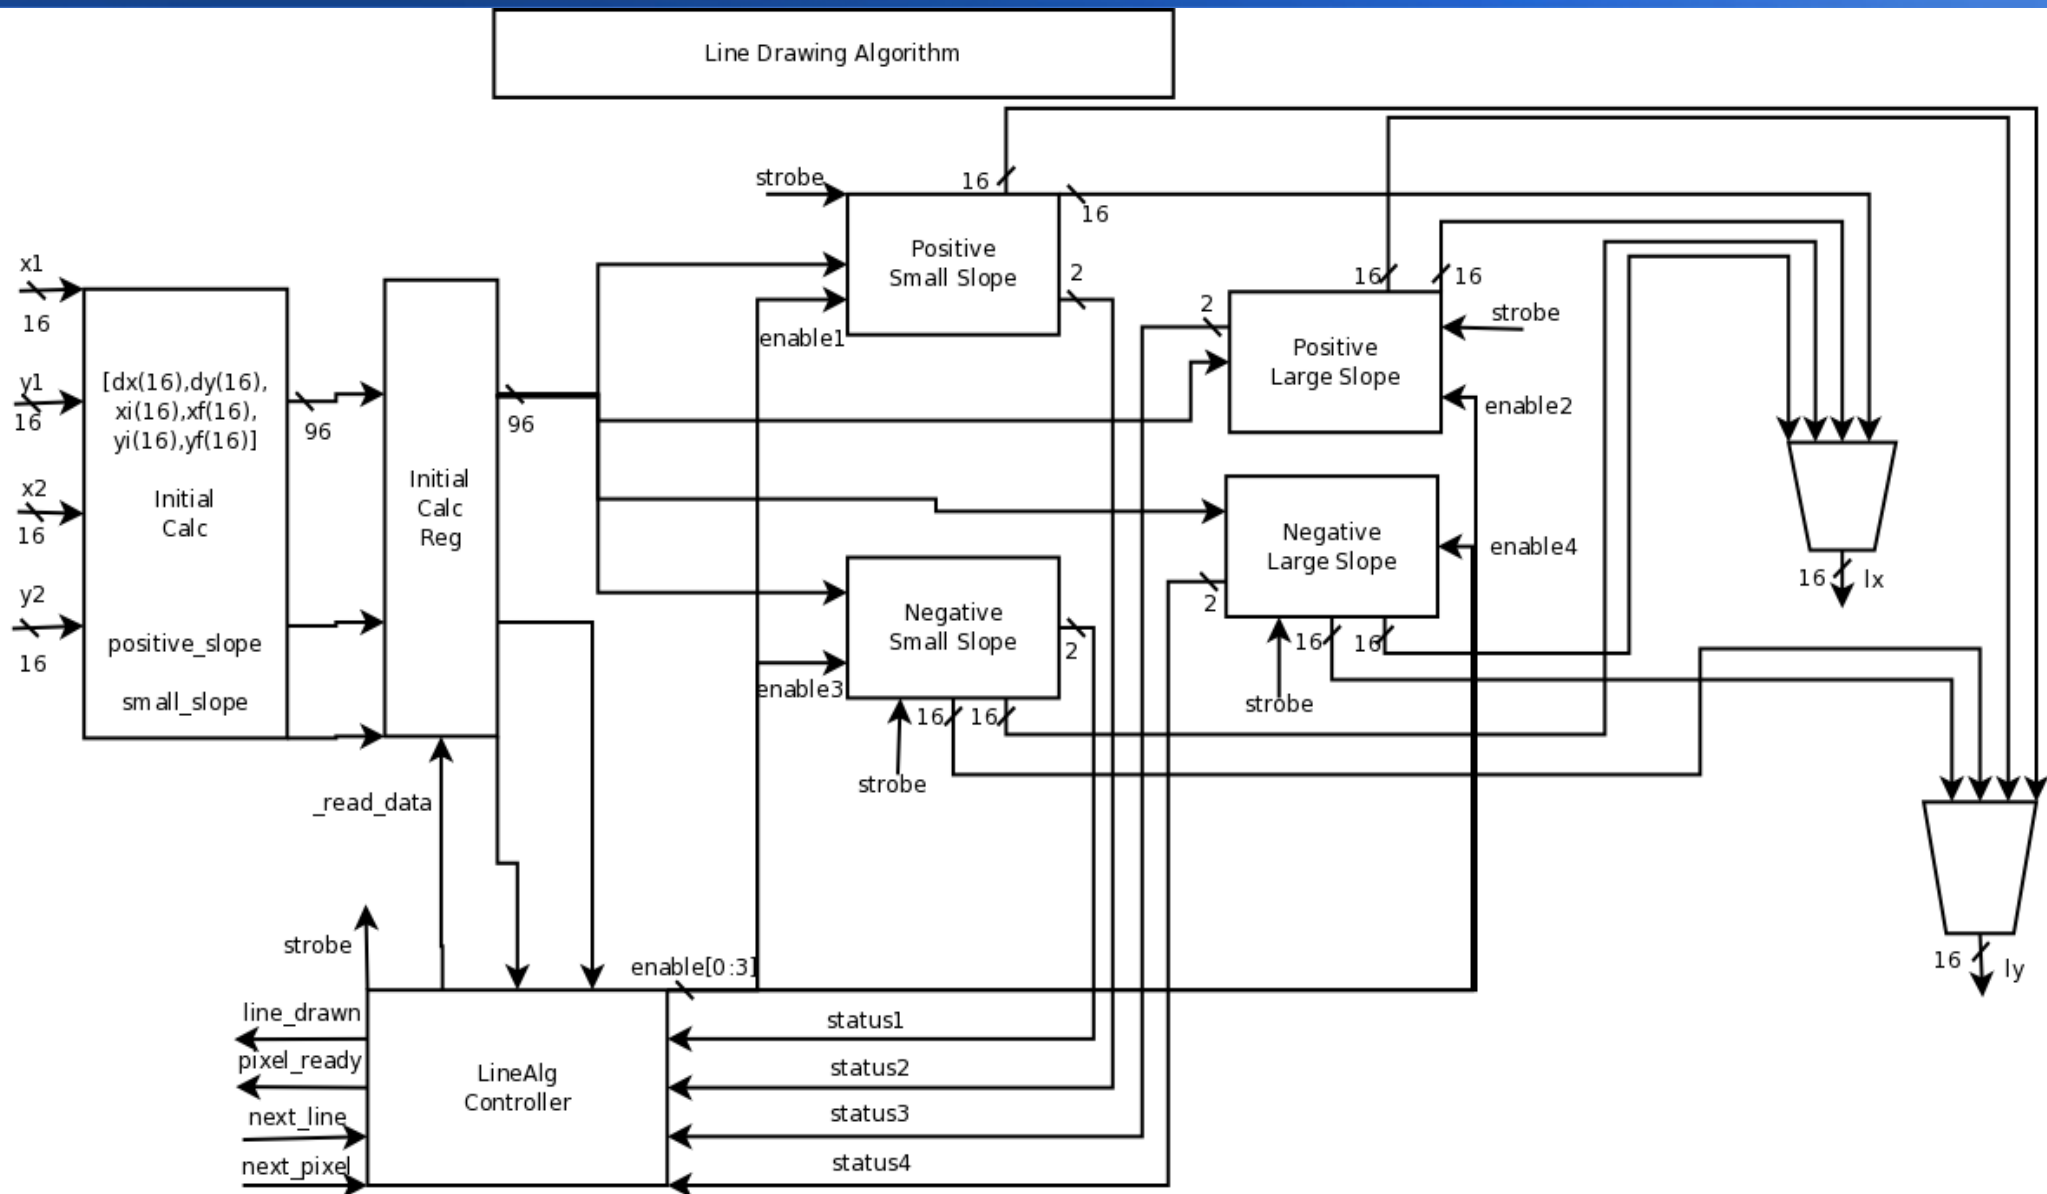 Line Drawing Algorithm
strobe
16
16
Positive
Small Slope
2
enable1
16
16
2
strobe
Positive
Large Slope
enable2
x1
16
y1
16
x2
16
y2
16
[dx(16),dy(16),
xi(16),xf(16),
yi(16),yf(16)]
Initial
Calc
positive_slope
small_slope
96
Initial
Calc
Reg
96
Negative
Large Slope
enable4
2
16
16
strobe
Negative
Small Slope
2
enable3
16
16
strobe
16
lx
16
ly
_read_data
strobe
enable[0:3]
line_drawn
pixel_ready
next_line
next_pixel
LineAlg
Controller
status1
status2
status3
status4